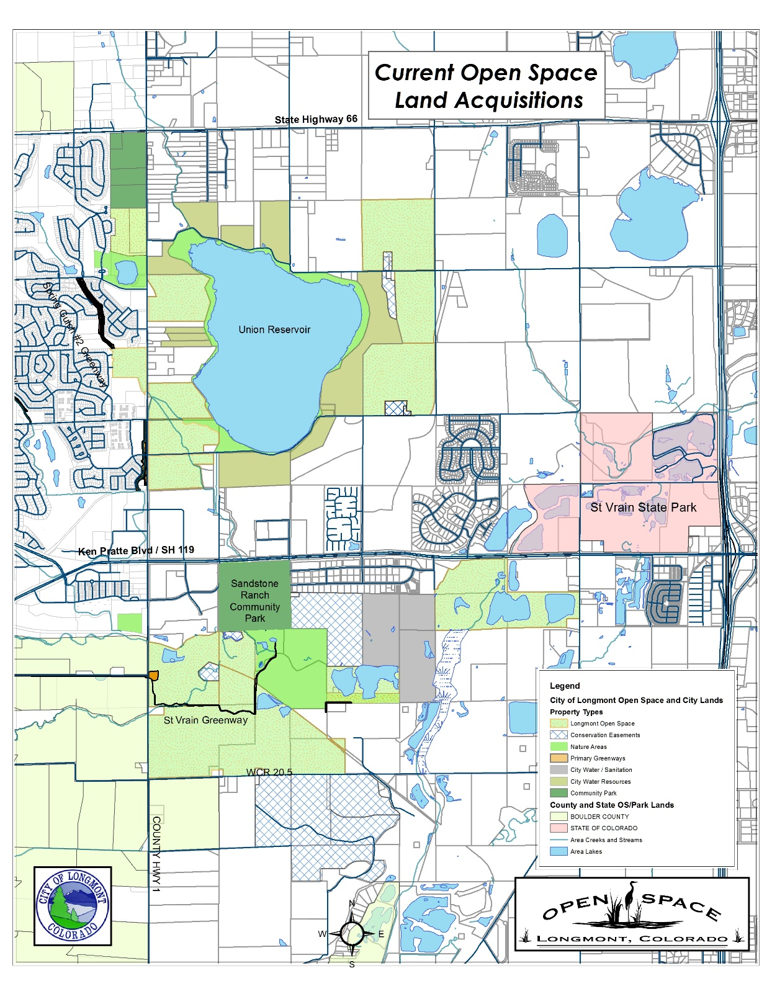 Current Open Space
Land Acquisitions
State Highway 66
Spring Gulch #2 Greenway
Union Reservoir
St Vrain State Park
Ken Pratte Blvd / SH 119
Sandstone
Ranch
Community
Park
St Vrain Greenway
WCR 20.5
COUNTY HWY 1
Legend
City of Longmont Open Space and City Lands
Property Types
Longmont Open Space
Conservation Easements
Nature Areas
Primary Greenways
City Water / Sanitation
City Water Resources
Community Park
County and State OS/Park Lands
BOULDER COUNTY
STATE OF COLORADO
Area Creeks and Streams
Area Lakes
CITY OF LONGMONT
COLORADO
N
W E
S
OPEN SPACE
LONGMONT, COLORADO